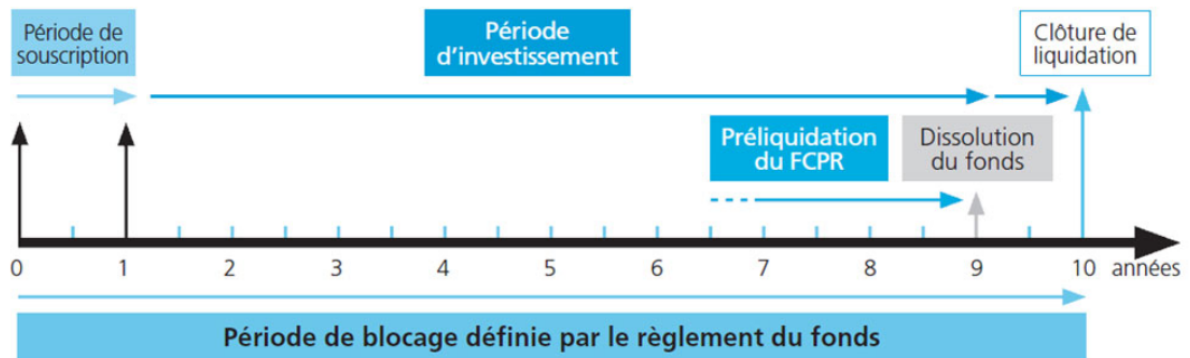 Période de
souscription
Période
d'investissement
Clôture de
liquidation
Préliquidation
du FCPR
Dissolution
du fonds
0 1 2 3 4 5 6 7 8 9 10 années
Période de blocage définie par le règlement du fonds